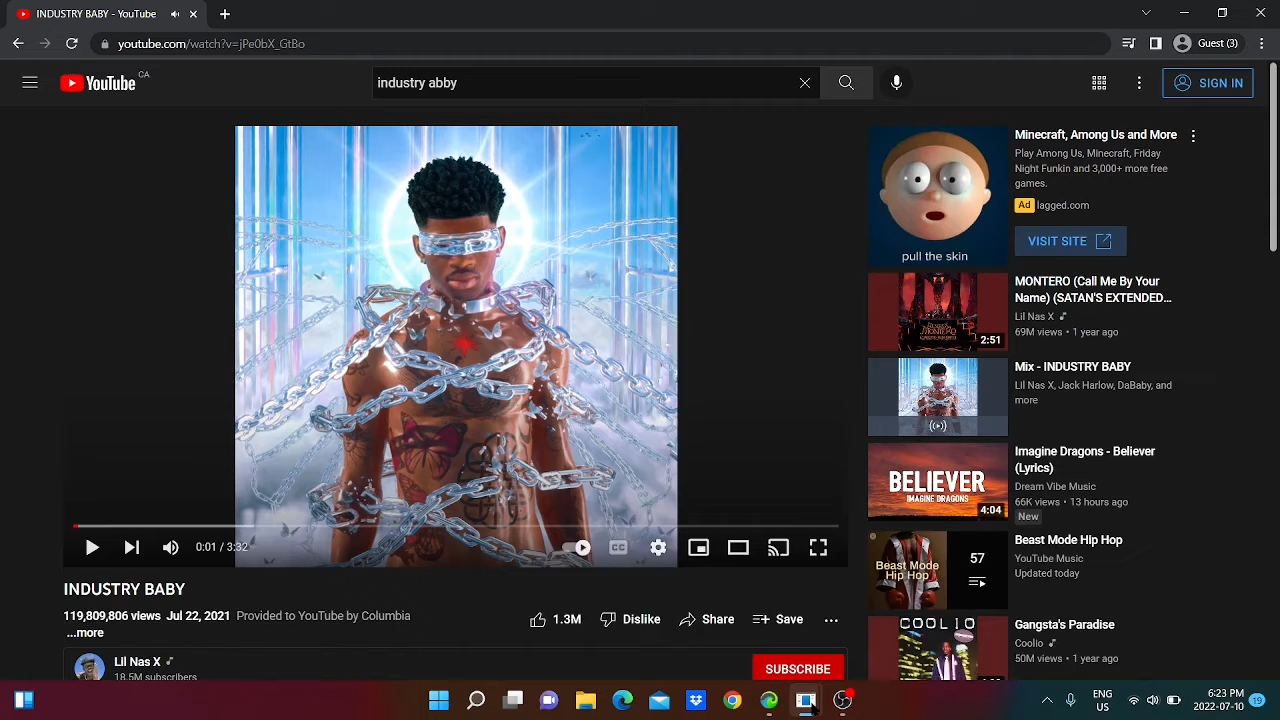 INDUSTRY BABY - YouTube
youtube.com/watch?v=jPe0bX_GtBo
Guest (3)
YouTube CA
industry abby
SIGN IN
pull the skin
Minecraft, Among Us and More
Play Among Us, Minecraft, Friday
Night Funkin and 3,000+ more free
games.
Ad lagged.com
VISIT SITE
2:51
MONTERO (Call Me By Your
Name) (SATAN'S EXTENDED...
Lil Nas X
69M views • 1 year ago
Mix - INDUSTRY BABY
Lil Nas X, Jack Harlow, DaBaby, and
more
BELIEVER
IMAGINE DRAGONS
4:04
Imagine Dragons - Believer
(Lyrics)
Dream Vibe Music
66K views • 13 hours ago
New
Beast Mode
Hip Hop
57
Beast Mode Hip Hop
YouTube Music
Updated today
COOLIO
Gangsta's Paradise
Coolio
50M views • 1 year ago
0:01 / 3:32
CC
INDUSTRY BABY
119,809,806 views Jul 22, 2021 Provided to YouTube by Columbia
...more
1.3M
Dislike
Share
Save
Lil Nas X
18.5M subscribers
SUBSCRIBE
ENG
US
6:23 PM
19